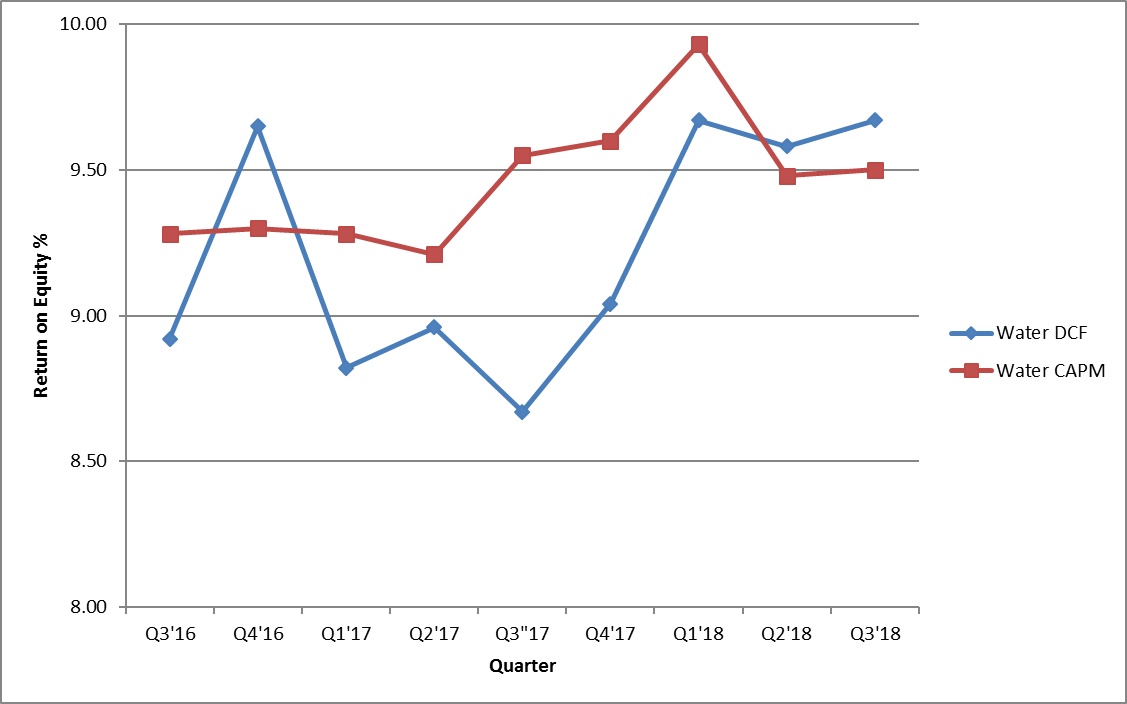 10.00
9.50
9.00
8.50
8.00
Return on Equity %
Q3'16 Q4'16 Q1'17 Q2'17 Q3"17 Q4'17 Q1'18 Q2'18 Q3'18
Quarter
Water DCF
Water CAPM